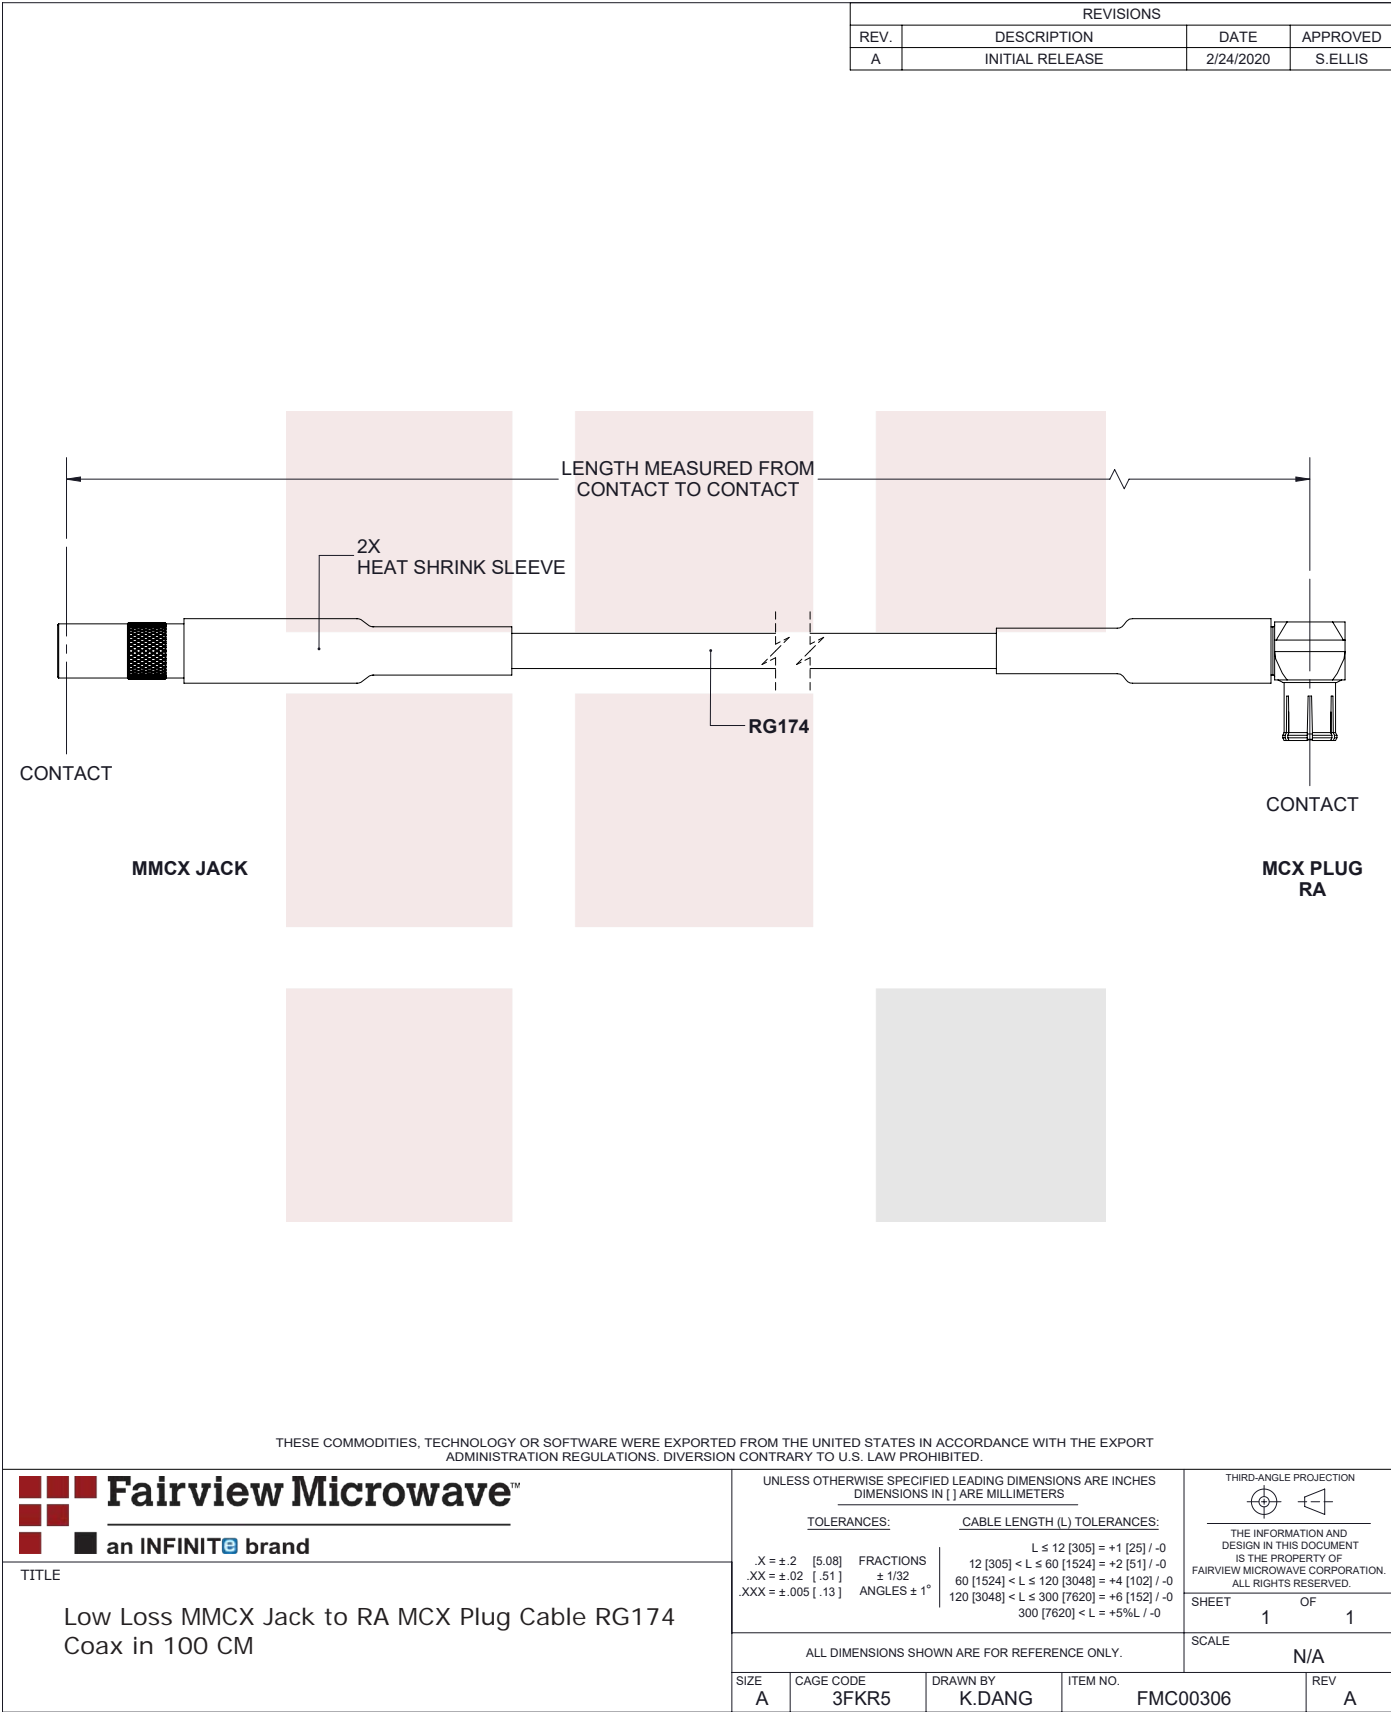 REVISIONS
REV. DESCRIPTION DATE APPROVED
A INITIAL RELEASE 2/24/2020 S.ELLIS
LENGTH MEASURED FROM
CONTACT TO CONTACT
2X
HEAT SHRINK SLEEVE
RG174
CONTACT
CONTACT
MMCX JACK
MCX PLUG
RA
THESE COMMODITIES, TECHNOLOGY OR SOFTWARE WERE EXPORTED FROM THE UNITED STATES IN ACCORDANCE WITH THE EXPORT
ADMINISTRATION REGULATIONS. DIVERSION CONTRARY TO U.S. LAW PROHIBITED.
Fairview Microwave™
an INFINITe brand
TITLE
Low Loss MMCX Jack to RA MCX Plug Cable RG174
Coax in 100 CM
UNLESS OTHERWISE SPECIFIED LEADING DIMENSIONS ARE INCHES
DIMENSIONS IN [ ] ARE MILLIMETERS
TOLERANCES:
.X = ±.2 [5.08] FRACTIONS
.XX = ±.02 [ .51 ] ± 1/32
.XXX = ±.005 [ .13 ] ANGLES ± 1°
CABLE LENGTH (L) TOLERANCES:
L ≤ 12 [305] = +1 [25] / -0
12 [305] < L ≤ 60 [1524] = +2 [51] / -0
60 [1524] < L ≤ 120 [3048] = +4 [102] / -0
120 [3048] < L ≤ 300 [7620] = +6 [152] / -0
300 [7620] < L = +5%L / -0
ALL DIMENSIONS SHOWN ARE FOR REFERENCE ONLY.
THIRD-ANGLE PROJECTION
THE INFORMATION AND
DESIGN IN THIS DOCUMENT
IS THE PROPERTY OF
FAIRVIEW MICROWAVE CORPORATION.
ALL RIGHTS RESERVED.
SHEET OF
1 1
SCALE
N/A
SIZE CAGE CODE DRAWN BY ITEM NO. REV
A 3FKR5 K.DANG FMC00306 A